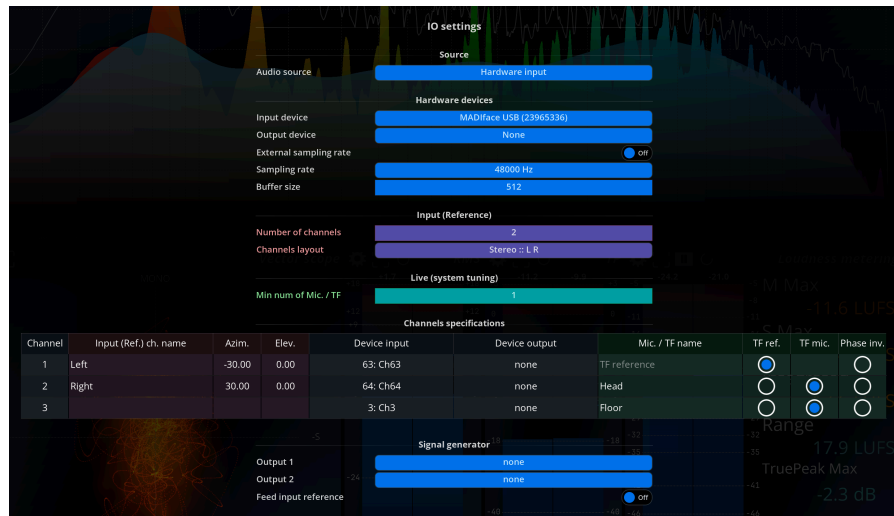 IO settings
Source
Audio source Hardware input
Hardware devices
Input device MADIface USB (23965336)
Output device None
External sampling rate Off
Sampling rate 48000 Hz
Buffer size 512
Input (Reference)
Number of channels 2
Channels layout Stereo :: L R
Live (system tuning)
Min num of Mic. / TF 1
M Max
-11.6 LUFS
S Max
Channels specifications
Channel Input (Ref.) ch. name Azim. Elev. Device input Device output Mic. / TF name TF ref. TF mic. Phase inv.
1 Left -30.00 0.00 63: Ch63 none TF reference
2 Right 30.00 0.00 64: Ch64 none Head
3 3: Ch3 none Floor
Range
17.9 LUFS
TruePeak Max
-2.3 dB
Signal generator
Output 1 none
Output 2 none
Feed input reference Off